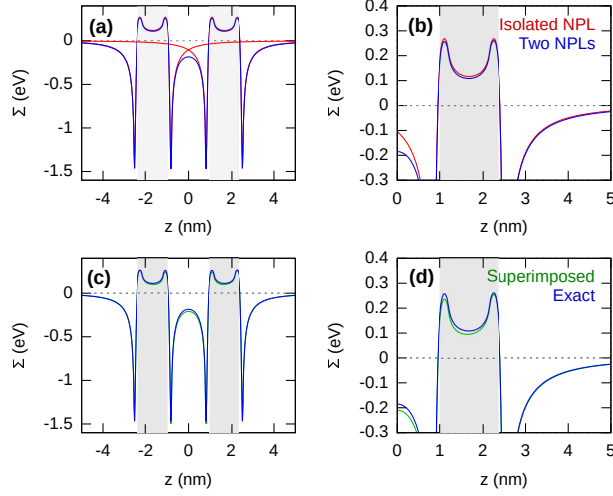 (a)
Σ (eV)
0
-0.5
-1
-1.5
-4 -2 0 2 4
z (nm)
(b)
Isolated NPL
Two NPLs
Σ (eV)
0.4
0.3
0.2
0.1
0
-0.1
-0.2
-0.3
0 1 2 3 4 5
z (nm)
(c)
Σ (eV)
0
-0.5
-1
-1.5
-4 -2 0 2 4
z (nm)
(d)
Superimposed
Exact
Σ (eV)
0.4
0.3
0.2
0.1
0
-0.1
-0.2
-0.3
0 1 2 3 4 5
z (nm)